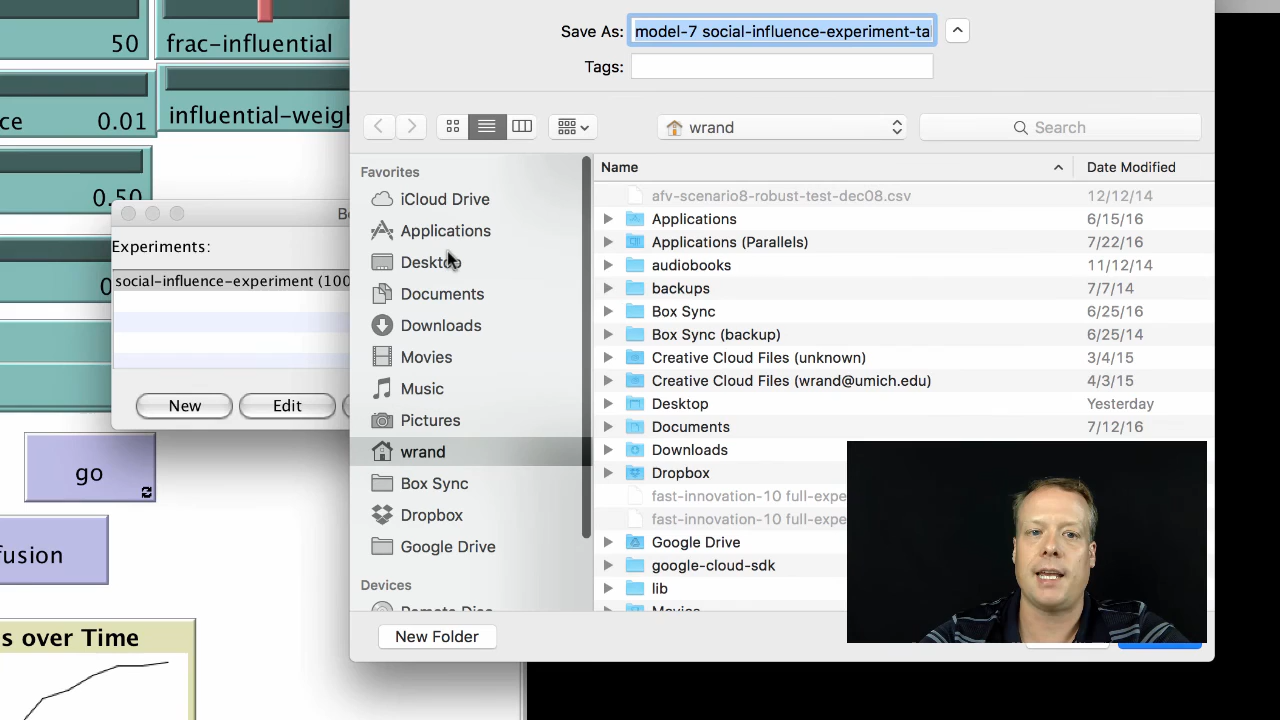 50
frac-influential
ce
0.01
influential-weigh
0.50
Experiments:
social-influence-experiment (100
New
Edit
go
fusion
s over Time
Save As:
model-7 social-influence-experiment-ta
Tags:
wrand
Search
Favorites
iCloud Drive
Applications
Desktop
Documents
Downloads
Movies
Music
Pictures
wrand
Box Sync
Dropbox
Google Drive
Devices
Remote Disc
Name
Date Modified
afv-scenario8-robust-test-dec08.csv 12/12/14
Applications 6/15/16
Applications (Parallels) 7/22/16
audiobooks 11/12/14
backups 7/7/14
Box Sync 6/25/16
Box Sync (backup) 6/25/14
Creative Cloud Files (unknown) 3/4/15
Creative Cloud Files (wrand@umich.edu) 4/3/15
Desktop Yesterday
Documents 7/12/16
Downloads
Dropbox
fast-innovation-10 full-expe
fast-innovation-10 full-expe
Google Drive
google-cloud-sdk
lib
Movies
New Folder